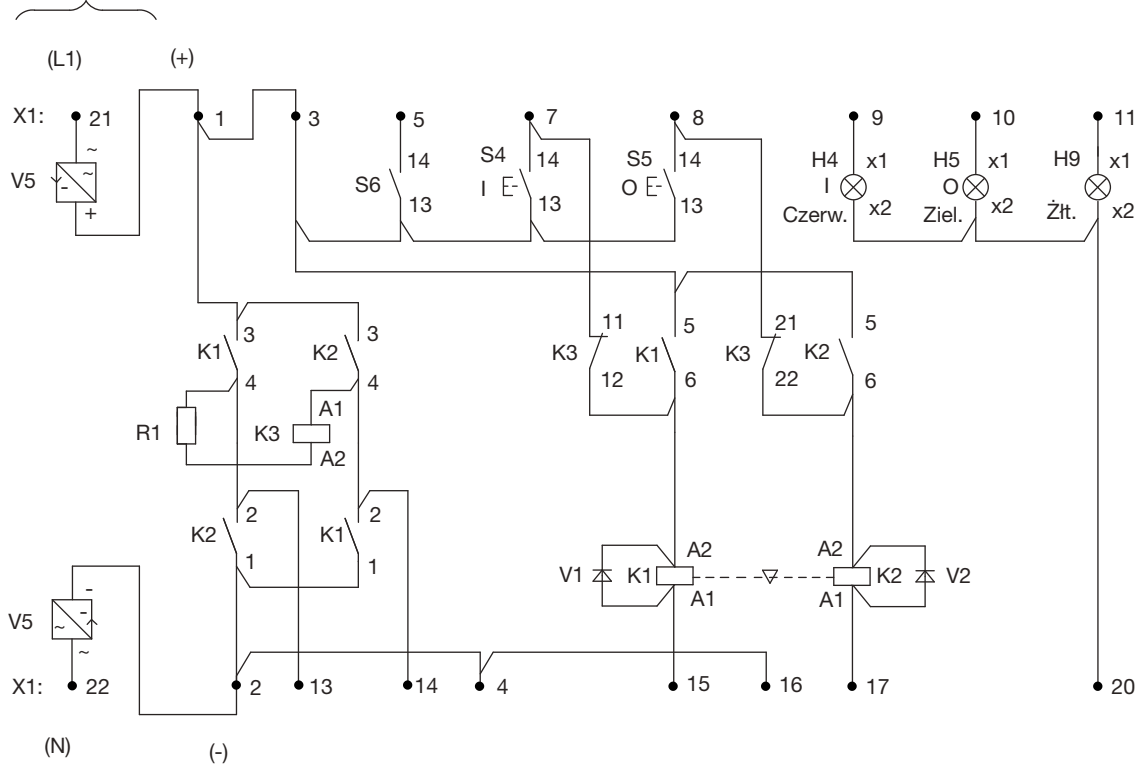 (L1) (+)
X1: 21 1 3 5 7 8 9 10 11
~ 14 S4 14 S5 14 H4 x1 H5 x1 H9 x1
V5 - ~ S6 I O I O
+ 13 13 13 Czerw. x2 Ziel. x2 Żłt. x2
3 3 11 5 21 5
K1 K2 K3 K1 K3 K2
4 4 12 6 22 6
R1 K3 A1
A2
2 2
K2 K1
1 1
A2 A2
V1 K1 K2 V2
A1 A1
-
V5 ~ -
~
X1: 22 2 13 14 4 15 16 17 20
(N) (-)